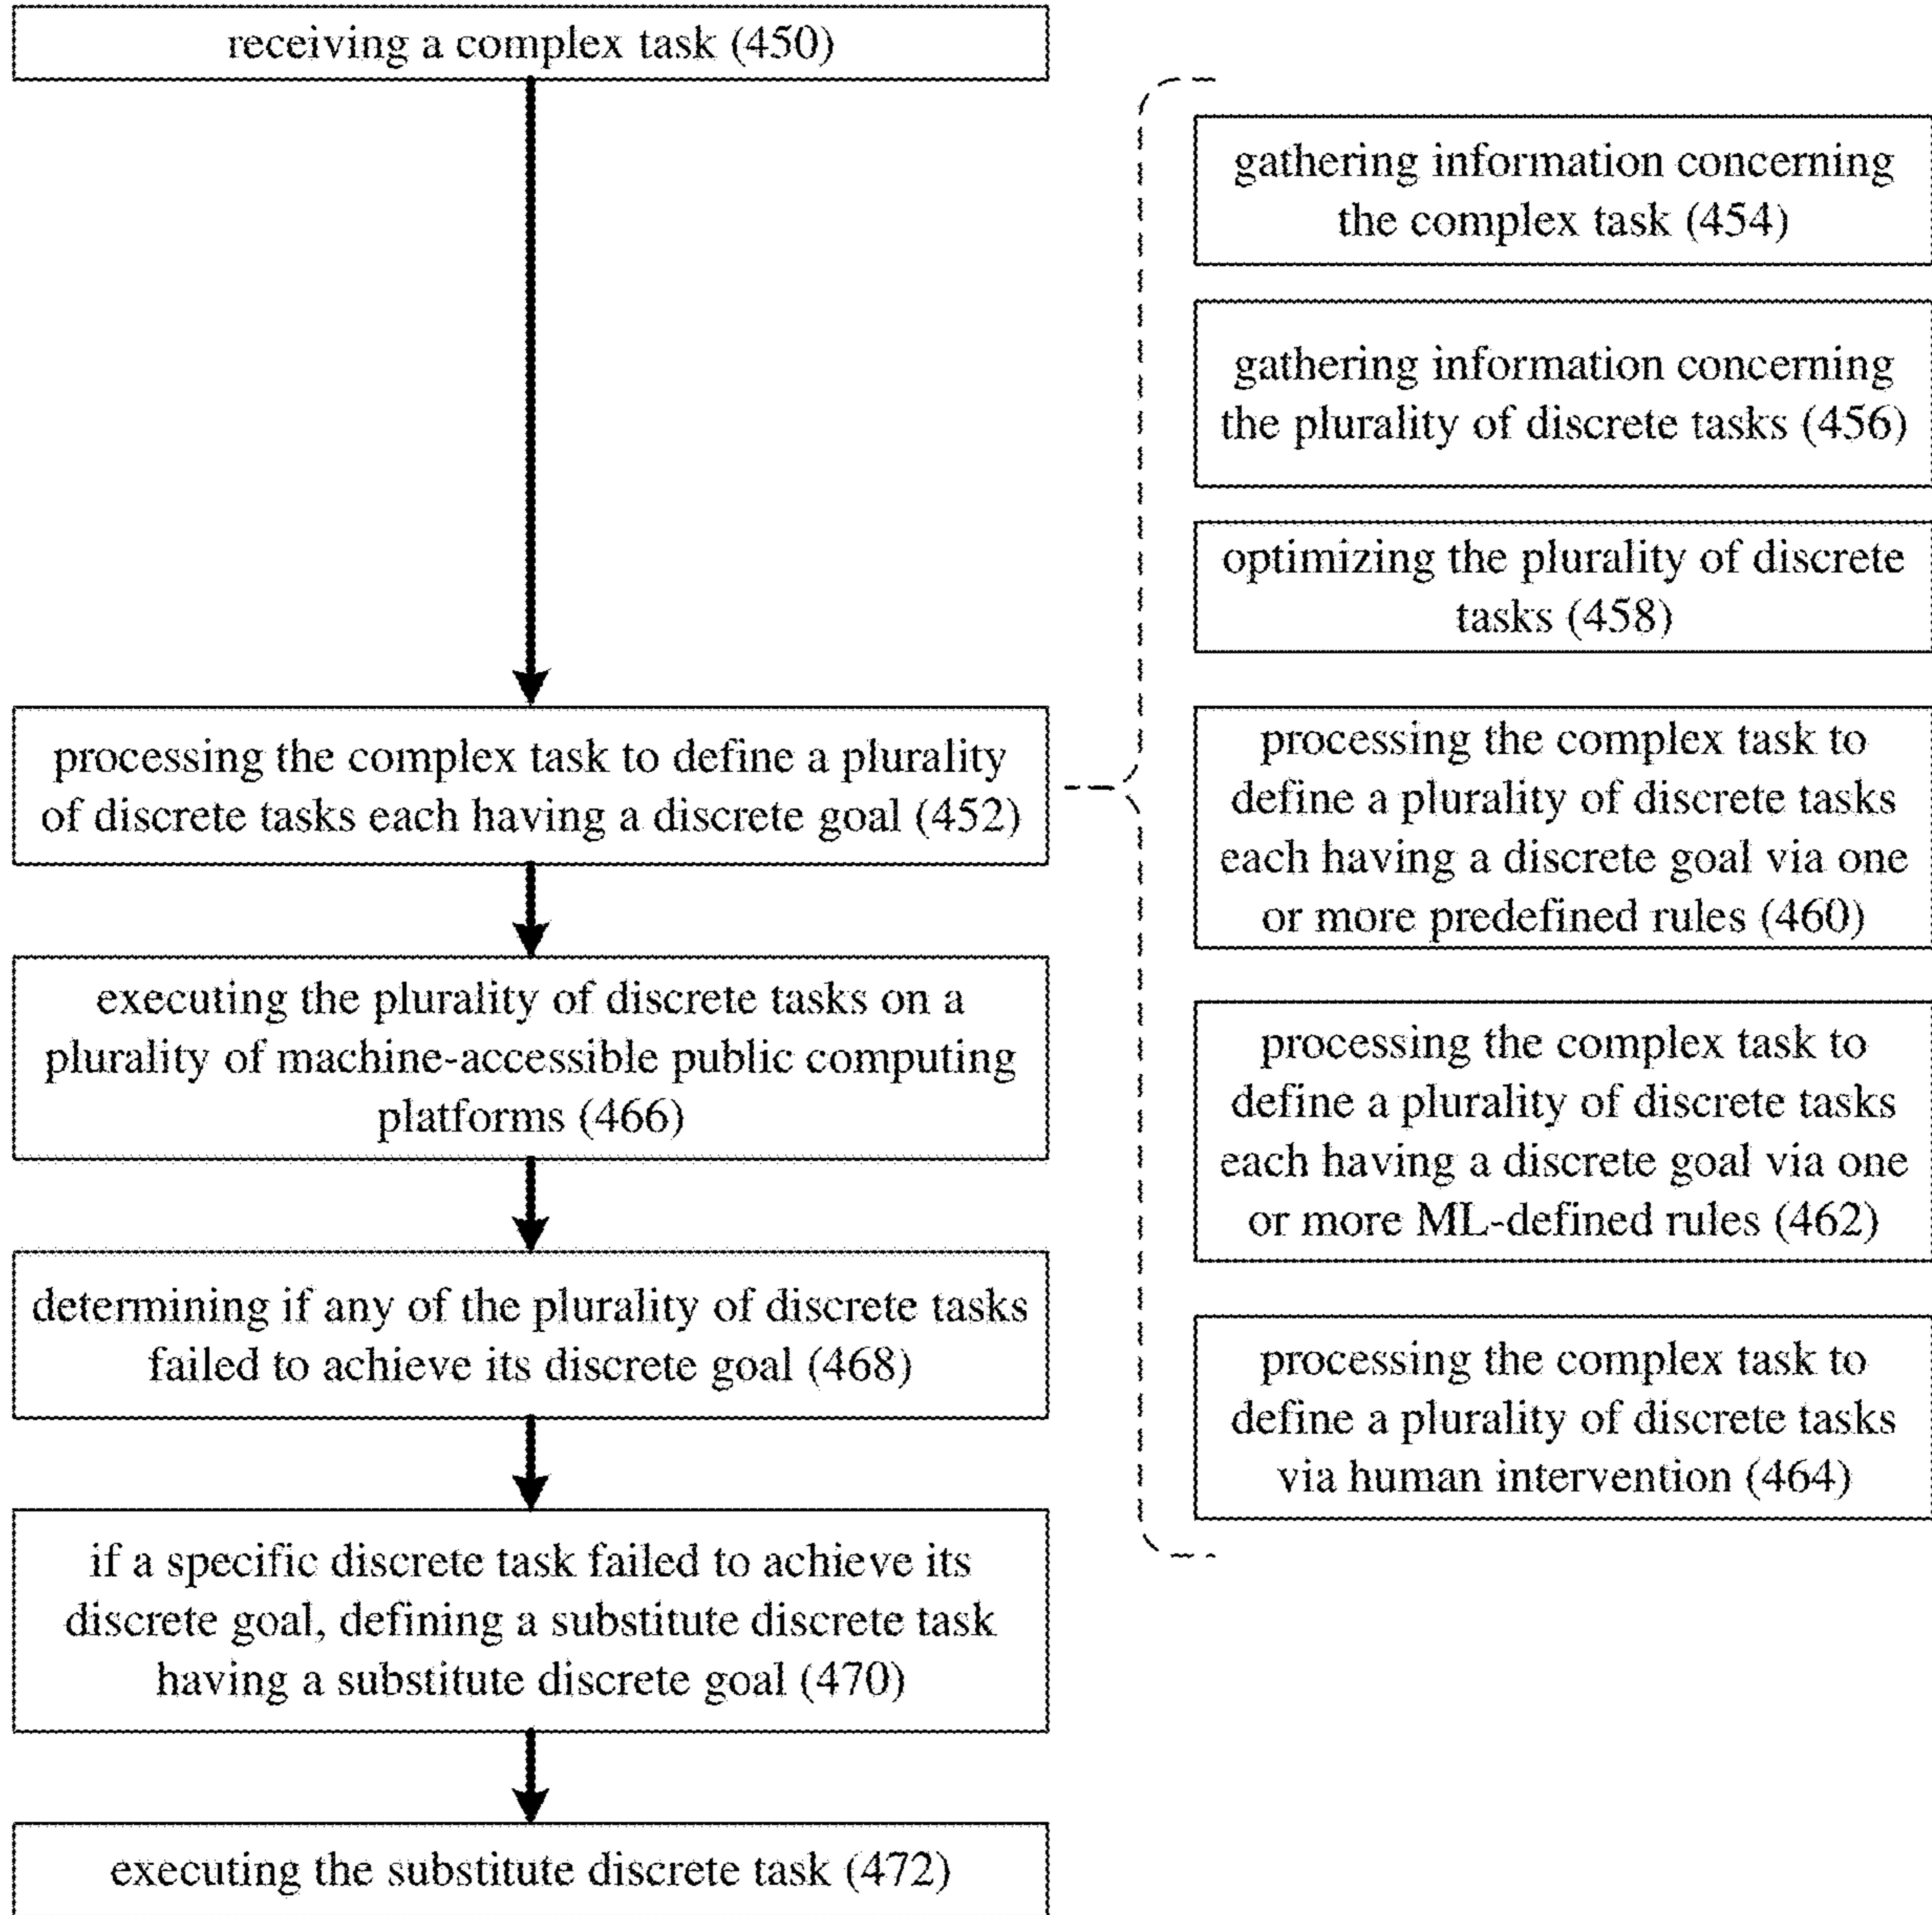 receiving a complex task (450)
processing the complex task to define a plurality
of discrete tasks each having a discrete goal (452)
executing the plurality of discrete tasks on a
plurality of machine-accessible public computing
platforms (466)
determining if any of the plurality of discrete tasks
failed to achieve its discrete goal (468)
if a specific discrete task failed to achieve its
discrete goal, defining a substitute discrete task
having a substitute discrete goal (470)
executing the substitute discrete task (472)
gathering information concerning
the complex task (454)
gathering information concerning
the plurality of discrete tasks (456)
optimizing the plurality of discrete
tasks (458)
processing the complex task to
define a plurality of discrete tasks
each having a discrete goal via one
or more predefined rules (460)
processing the complex task to
define a plurality of discrete tasks
each having a discrete goal via one
or more ML-defined rules (462)
processing the complex task to
define a plurality of discrete tasks
via human intervention (464)